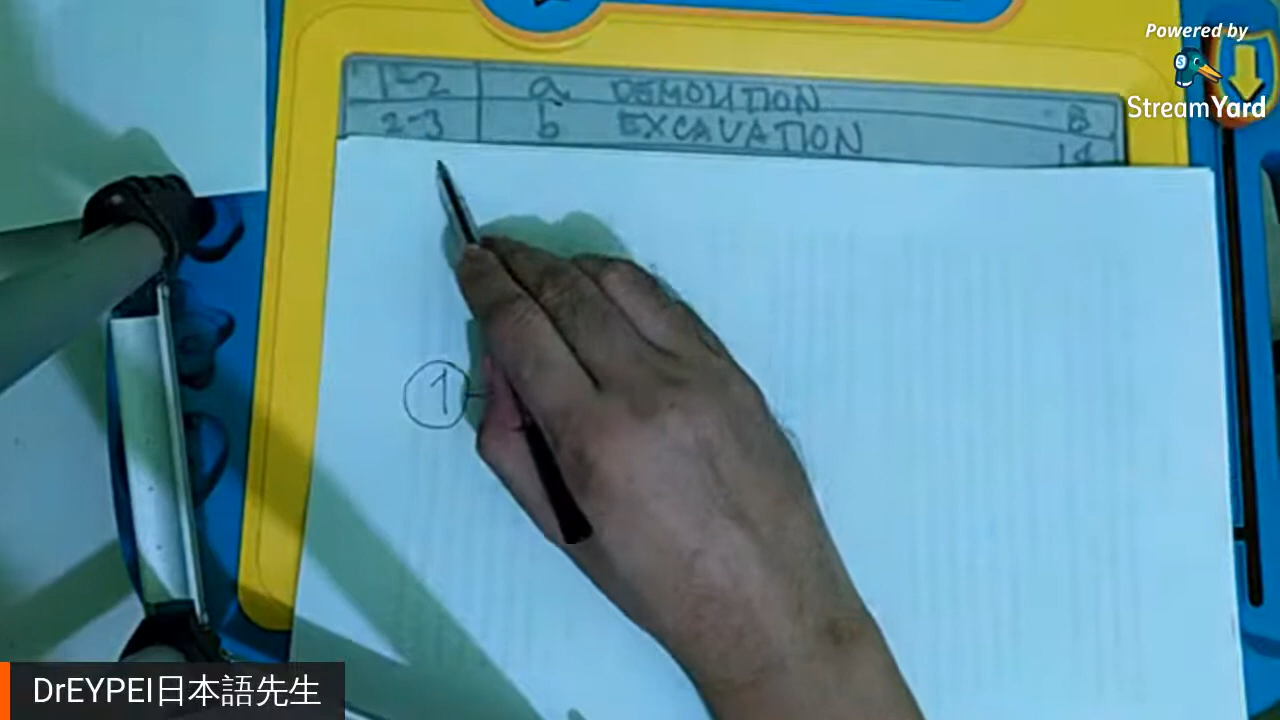 Powered by
StreamYard
1-2 a DEMOLITION 8
2-3 b EXCAVATION 14
1
DrEYPEI日本語先生